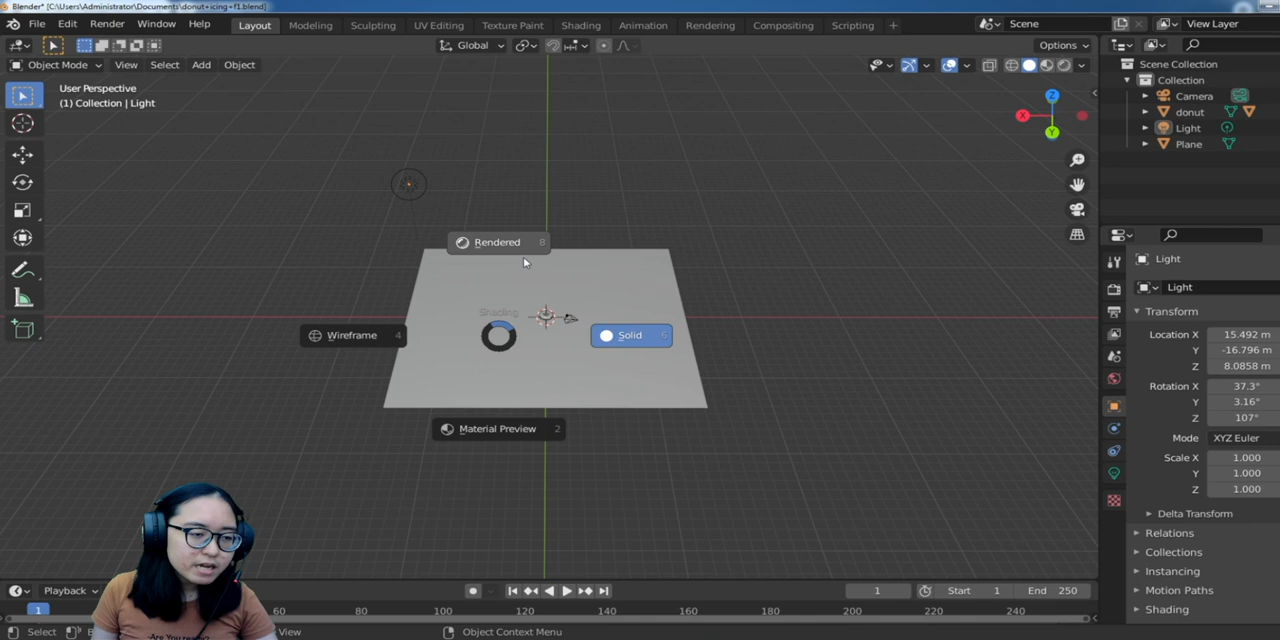 Blender* [C:\Users\Administrator\Documents\donut+icing+f1.blend]
File Edit Render Window Help
Layout Modeling Sculpting UV Editing Texture Paint Shading Animation Rendering Compositing Scripting +
Scene
View Layer
Global
Options
Object Mode View Select Add Object
User Perspective
(1) Collection | Light
Z
X
Y
Scene Collection
Collection
Camera
donut
Light
Plane
Rendered 8
Shading
Wireframe 4
Solid 6
Material Preview 2
Light
Light
Transform
Location X 15.492 m
Y -16.796 m
Z 8.0858 m
Rotation X 37.3°
Y 3.16°
Z 107°
Mode XYZ Euler
Scale X 1.000
Y 1.000
Z 1.000
Delta Transform
Relations
Collections
Instancing
Motion Paths
Shading
Playback
1
Start 1
End 250
1 60 80 100 120 140 160 180 200 220 240
Select
View
Object Context Menu
Are You ready?